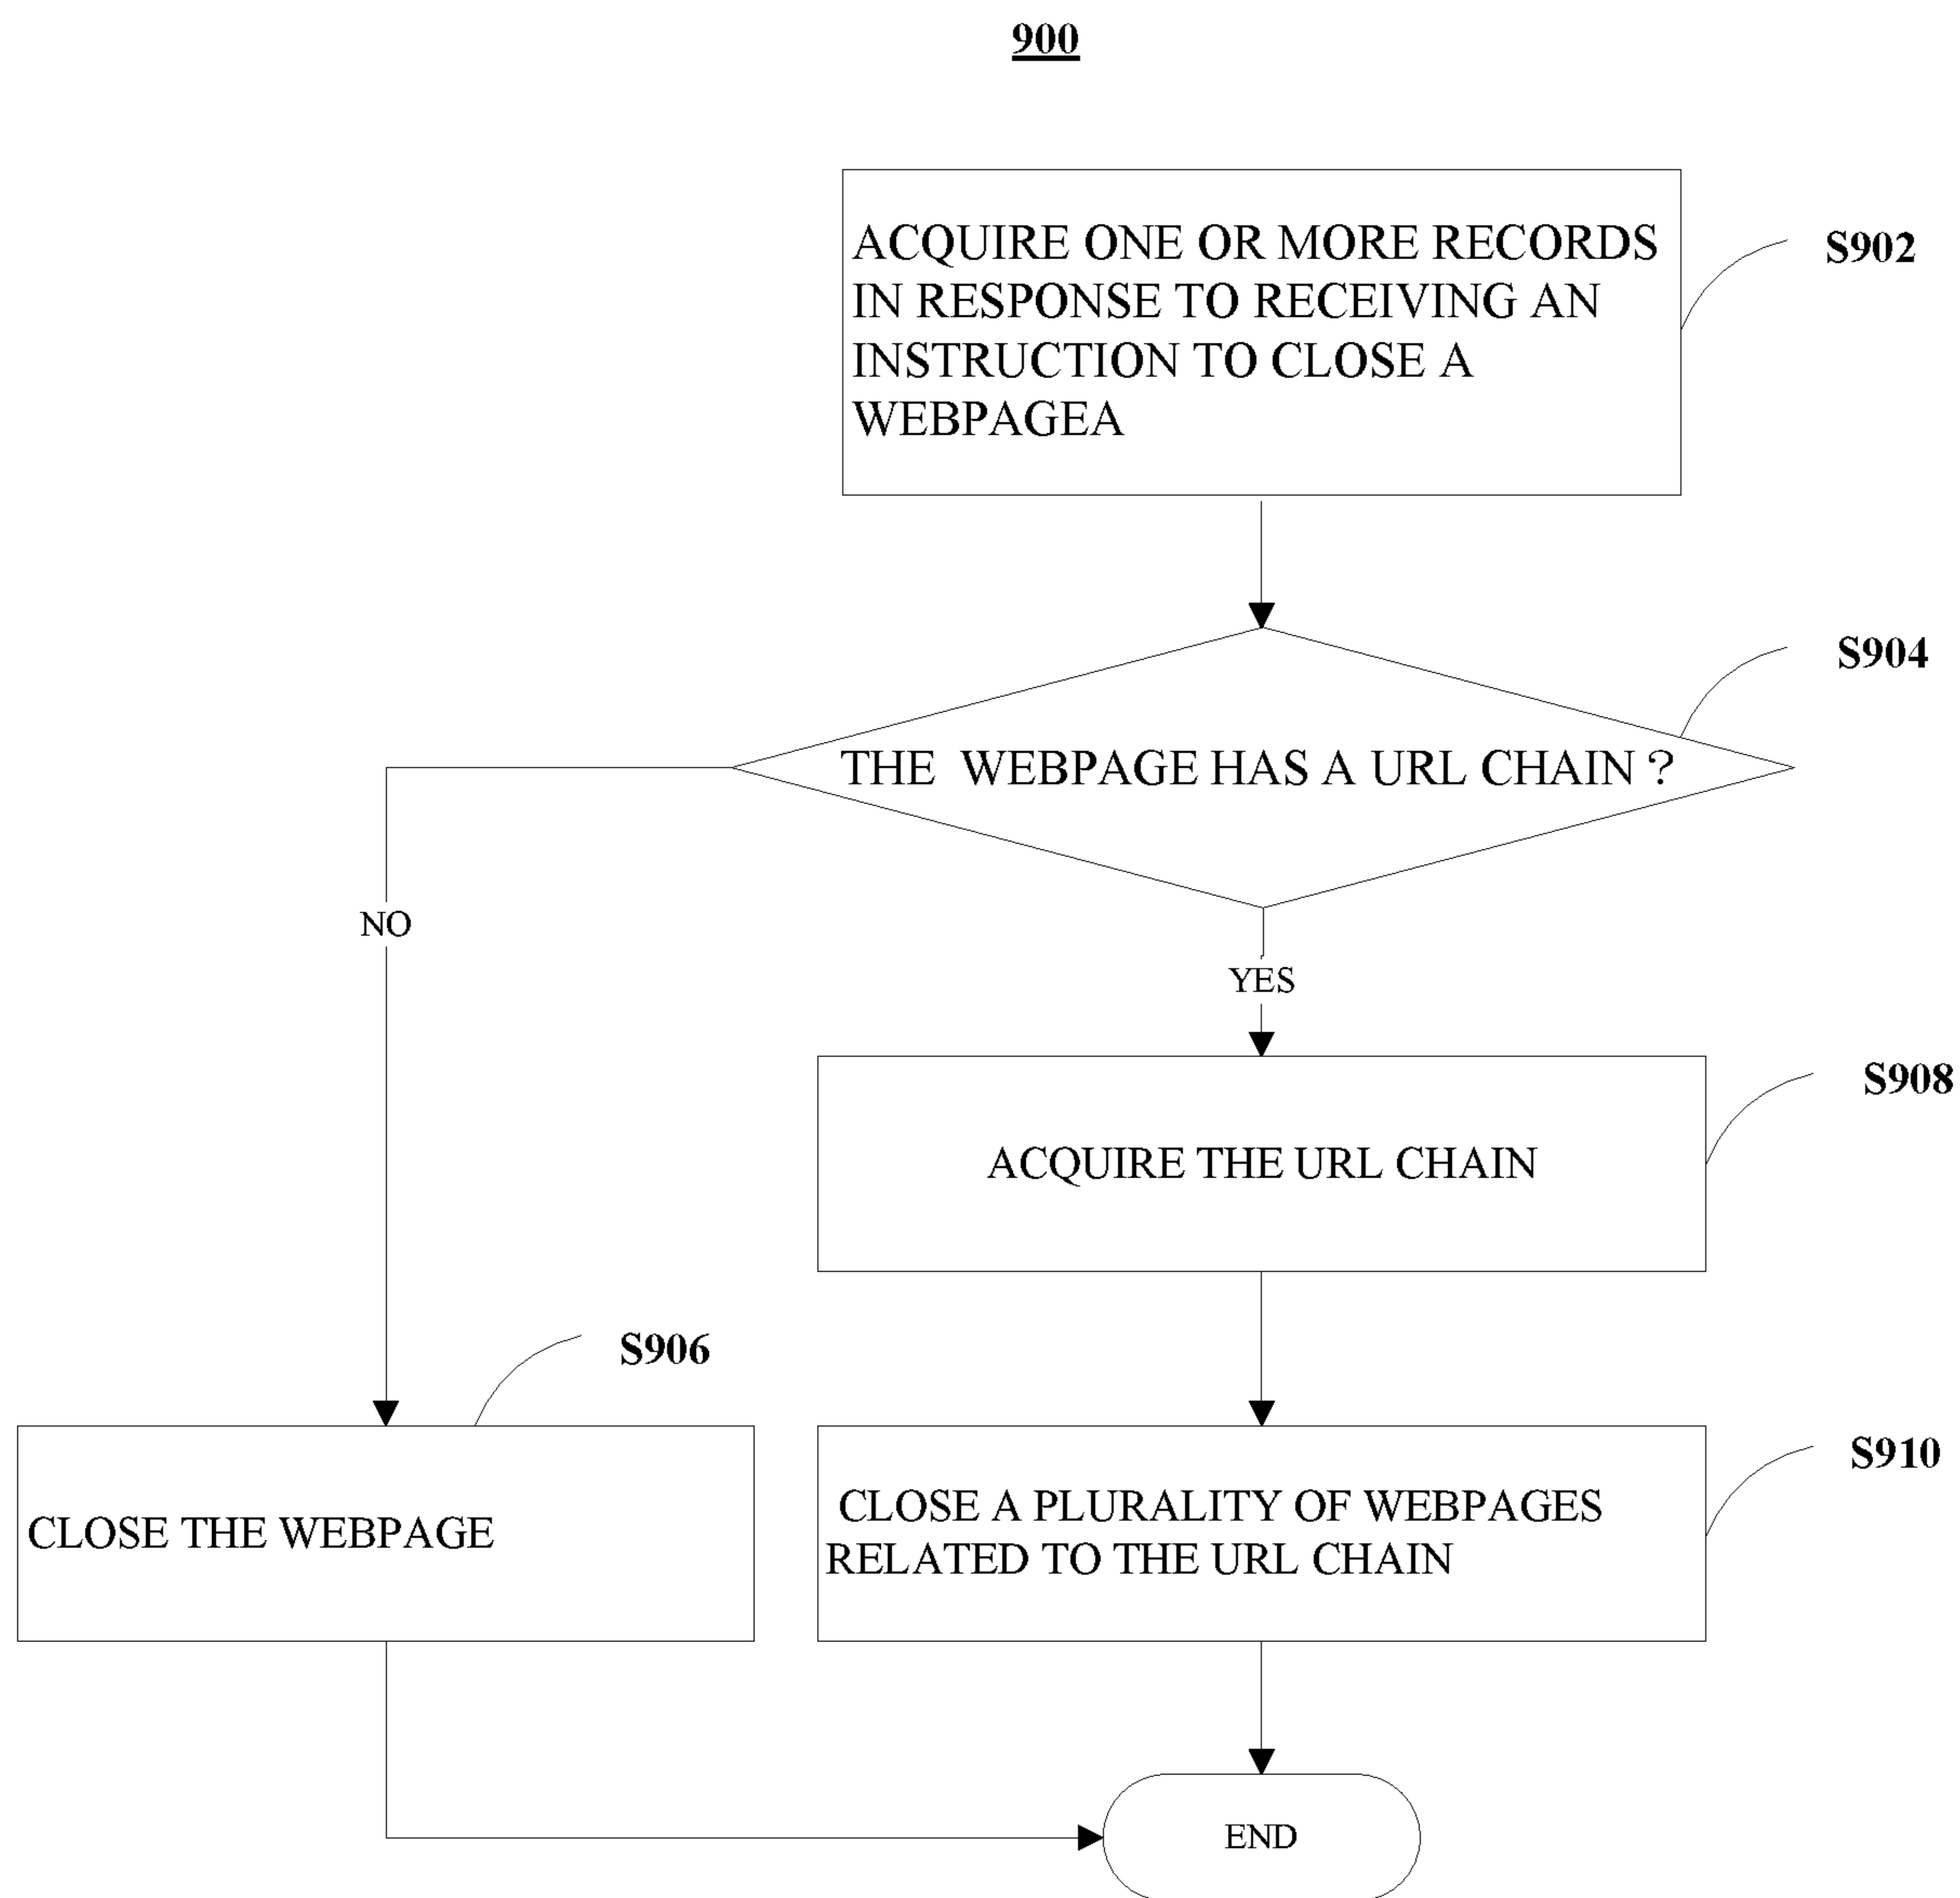 900
ACQUIRE ONE OR MORE RECORDS
IN RESPONSE TO RECEIVING AN
INSTRUCTION TO CLOSE A
WEBPAGEA
S902
THE WEBPAGE HAS A URL CHAIN ?
S904
NO
YES
ACQUIRE THE URL CHAIN
S908
S906
CLOSE THE WEBPAGE
CLOSE A PLURALITY OF WEBPAGES
RELATED TO THE URL CHAIN
S910
END